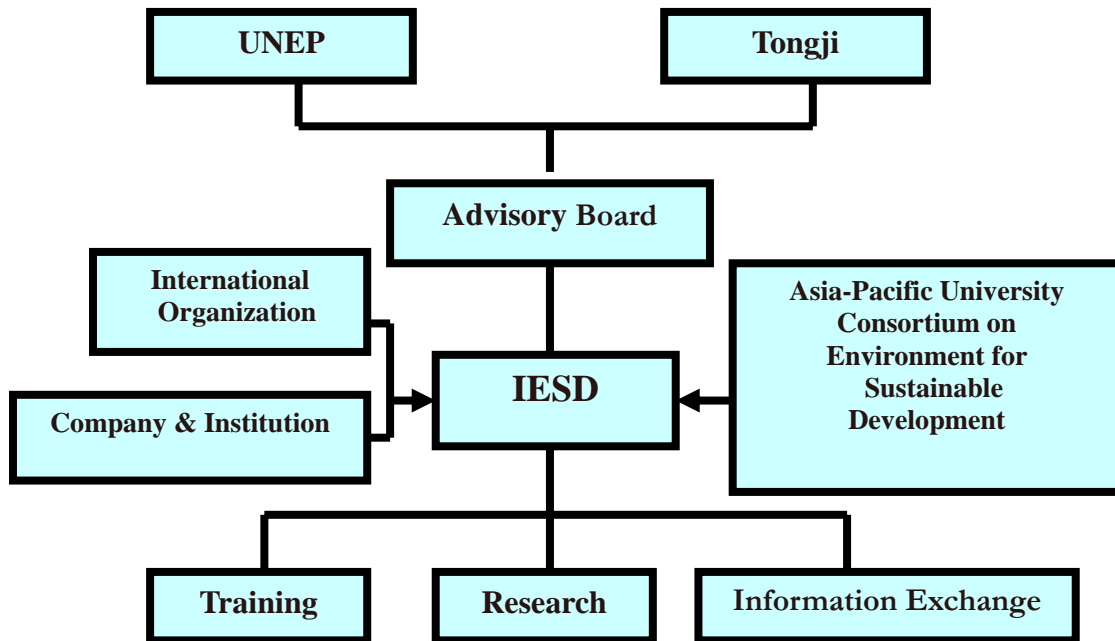 UNEP
Tongji
Advisory Board
International
Organization
Asia-Pacific University
Consortium on
Environment for
Sustainable
Development
IESD
Company & Institution
Training
Research
Information Exchange